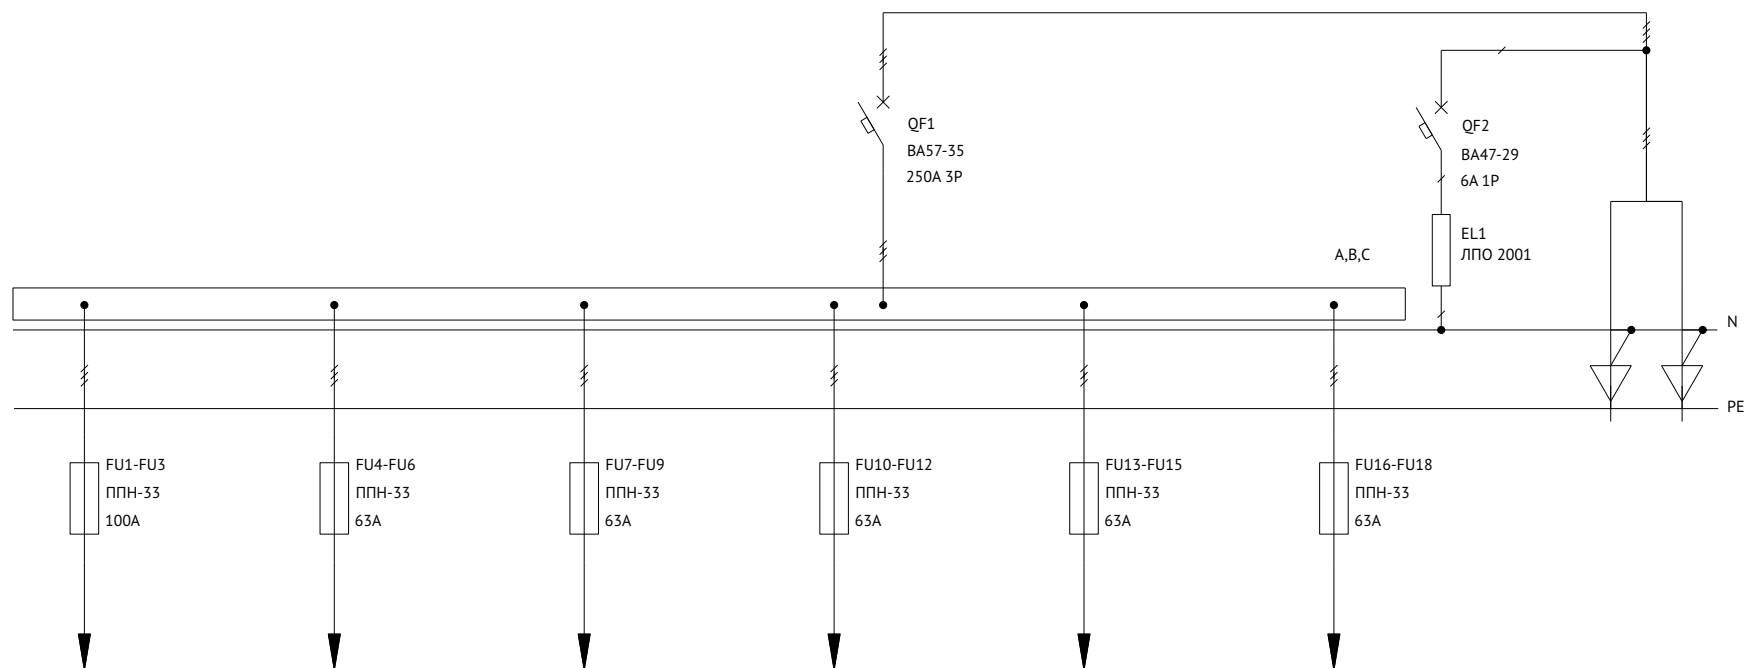 QF1
ВА57-35
250А 3Р
QF2
ВА47-29
6А 1Р
EL1
ЛПО 2001
A,B,C
N
PE
FU1-FU3
ППН-33
100А
FU4-FU6
ППН-33
63А
FU7-FU9
ППН-33
63А
FU10-FU12
ППН-33
63А
FU13-FU15
ППН-33
63А
FU16-FU18
ППН-33
63А